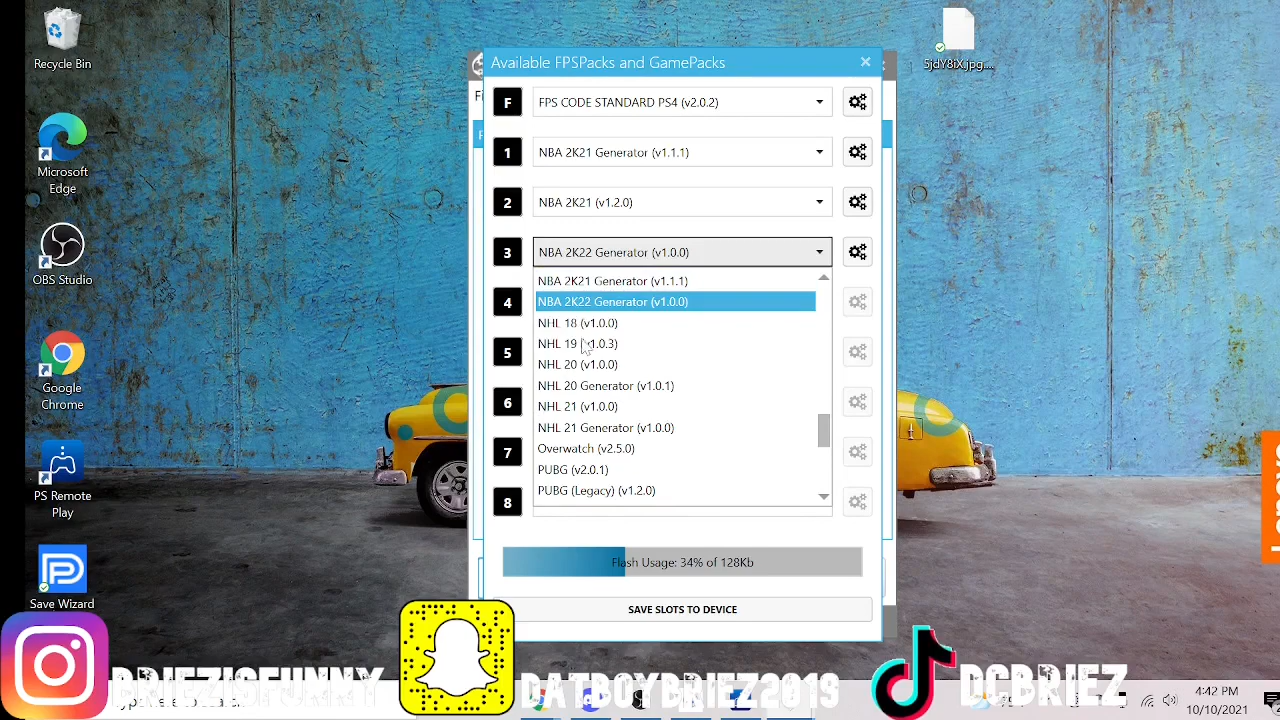 Recycle Bin
Microsoft
Edge
OBS Studio
Google
Chrome
PS Remote
Play
Save Wizard
5jdY8iX.jpg....
Available FPSPacks and GamePacks
F
FPS CODE STANDARD PS4 (v2.0.2)
1
NBA 2K21 Generator (v1.1.1)
2
NBA 2K21 (v1.2.0)
3
NBA 2K22 Generator (v1.0.0)
4
5
6
7
8
NBA 2K21 Generator (v1.1.1)
NBA 2K22 Generator (v1.0.0)
NHL 18 (v1.0.0)
NHL 19 (v1.0.3)
NHL 20 (v1.0.0)
NHL 20 Generator (v1.0.1)
NHL 21 (v1.0.0)
NHL 21 Generator (v1.0.0)
Overwatch (v2.5.0)
PUBG (v2.0.1)
PUBG (Legacy) (v1.2.0)
Flash Usage: 34% of 128Kb
SAVE SLOTS TO DEVICE
BRIEZISFUNNY
DATBOYBRIEZ2019
DCBRIEZ
4:42 PM
10/10/2021